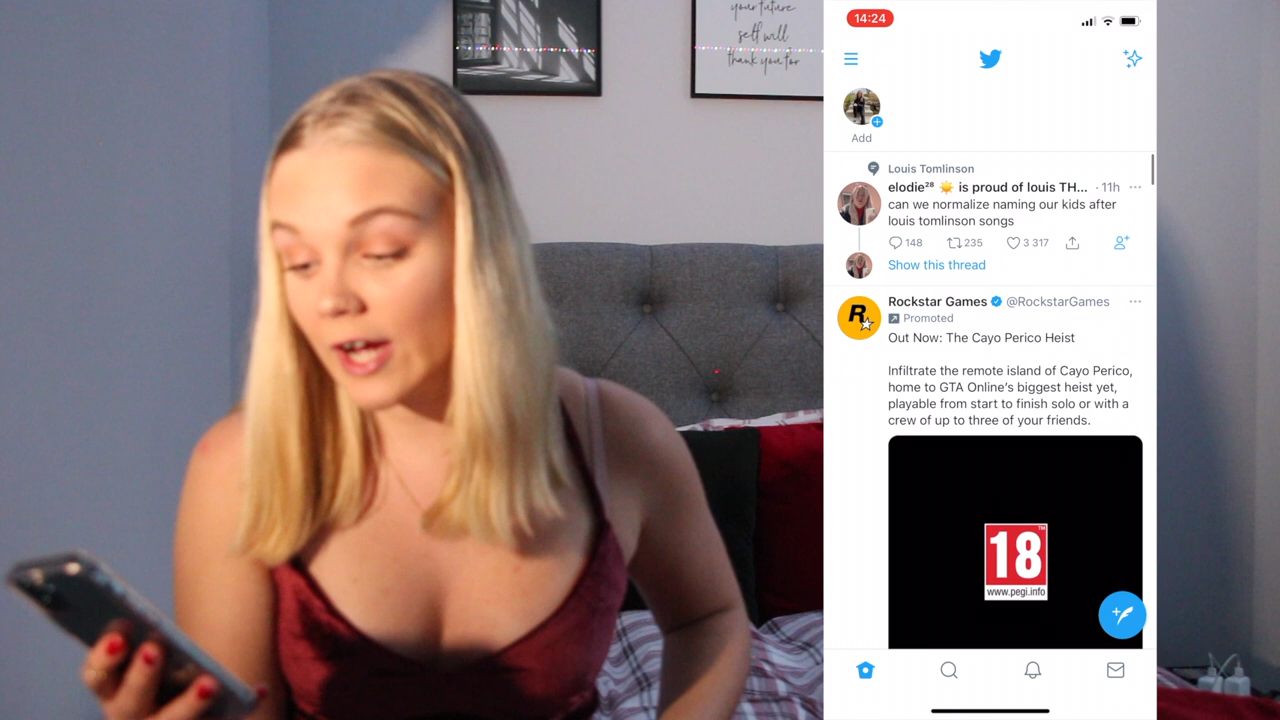 your future
self will
thank you for
14:24
Add
Louis Tomlinson
elodie²⁸ ☀️ is proud of louis TH... · 11h
can we normalize naming our kids after
louis tomlinson songs
148 235 3 317
Show this thread
Rockstar Games @RockstarGames
Promoted
Out Now: The Cayo Perico Heist
Infiltrate the remote island of Cayo Perico,
home to GTA Online's biggest heist yet,
playable from start to finish solo or with a
crew of up to three of your friends.
R
18
TM
www.pegi.info